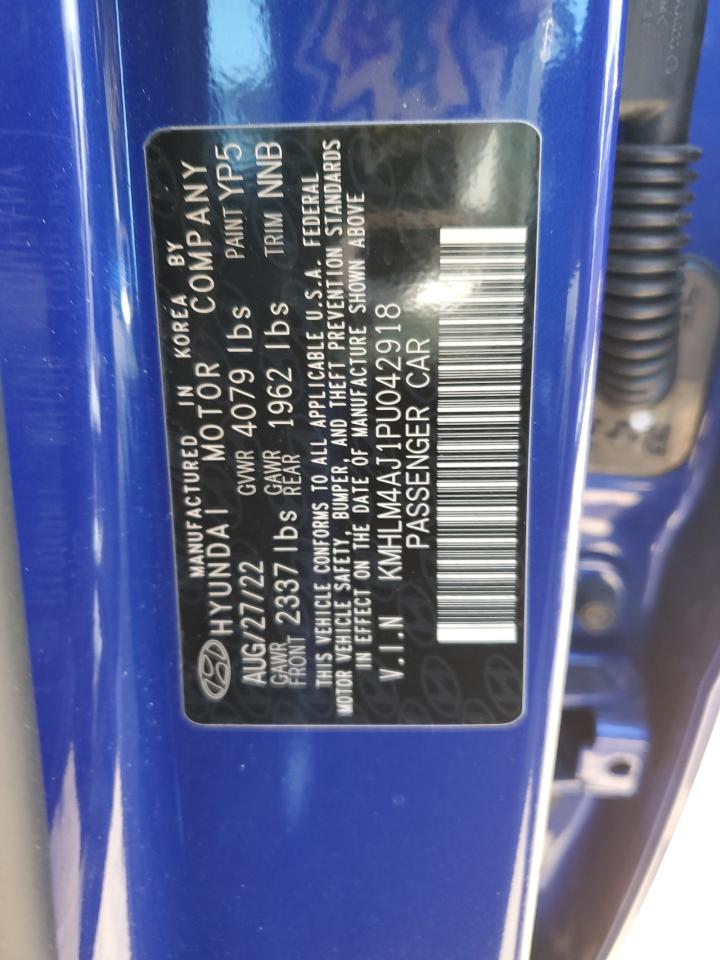 MANUFACTURED IN KOREA BY
HYUNDAI MOTOR COMPANY
AUG/27/22 GVWR 4079 lbs PAINT YP5
GAWR FRONT 2337 lbs GAWR REAR 1962 lbs TRIM NNB
THIS VEHICLE CONFORMS TO ALL APPLICABLE U.S.A. FEDERAL
MOTOR VEHICLE SAFETY, BUMPER, AND THEFT PREVENTION STANDARDS
IN EFFECT ON THE DATE OF MANUFACTURE SHOWN ABOVE
V.I.N KMHLM4AJ1PU042918
PASSENGER CAR